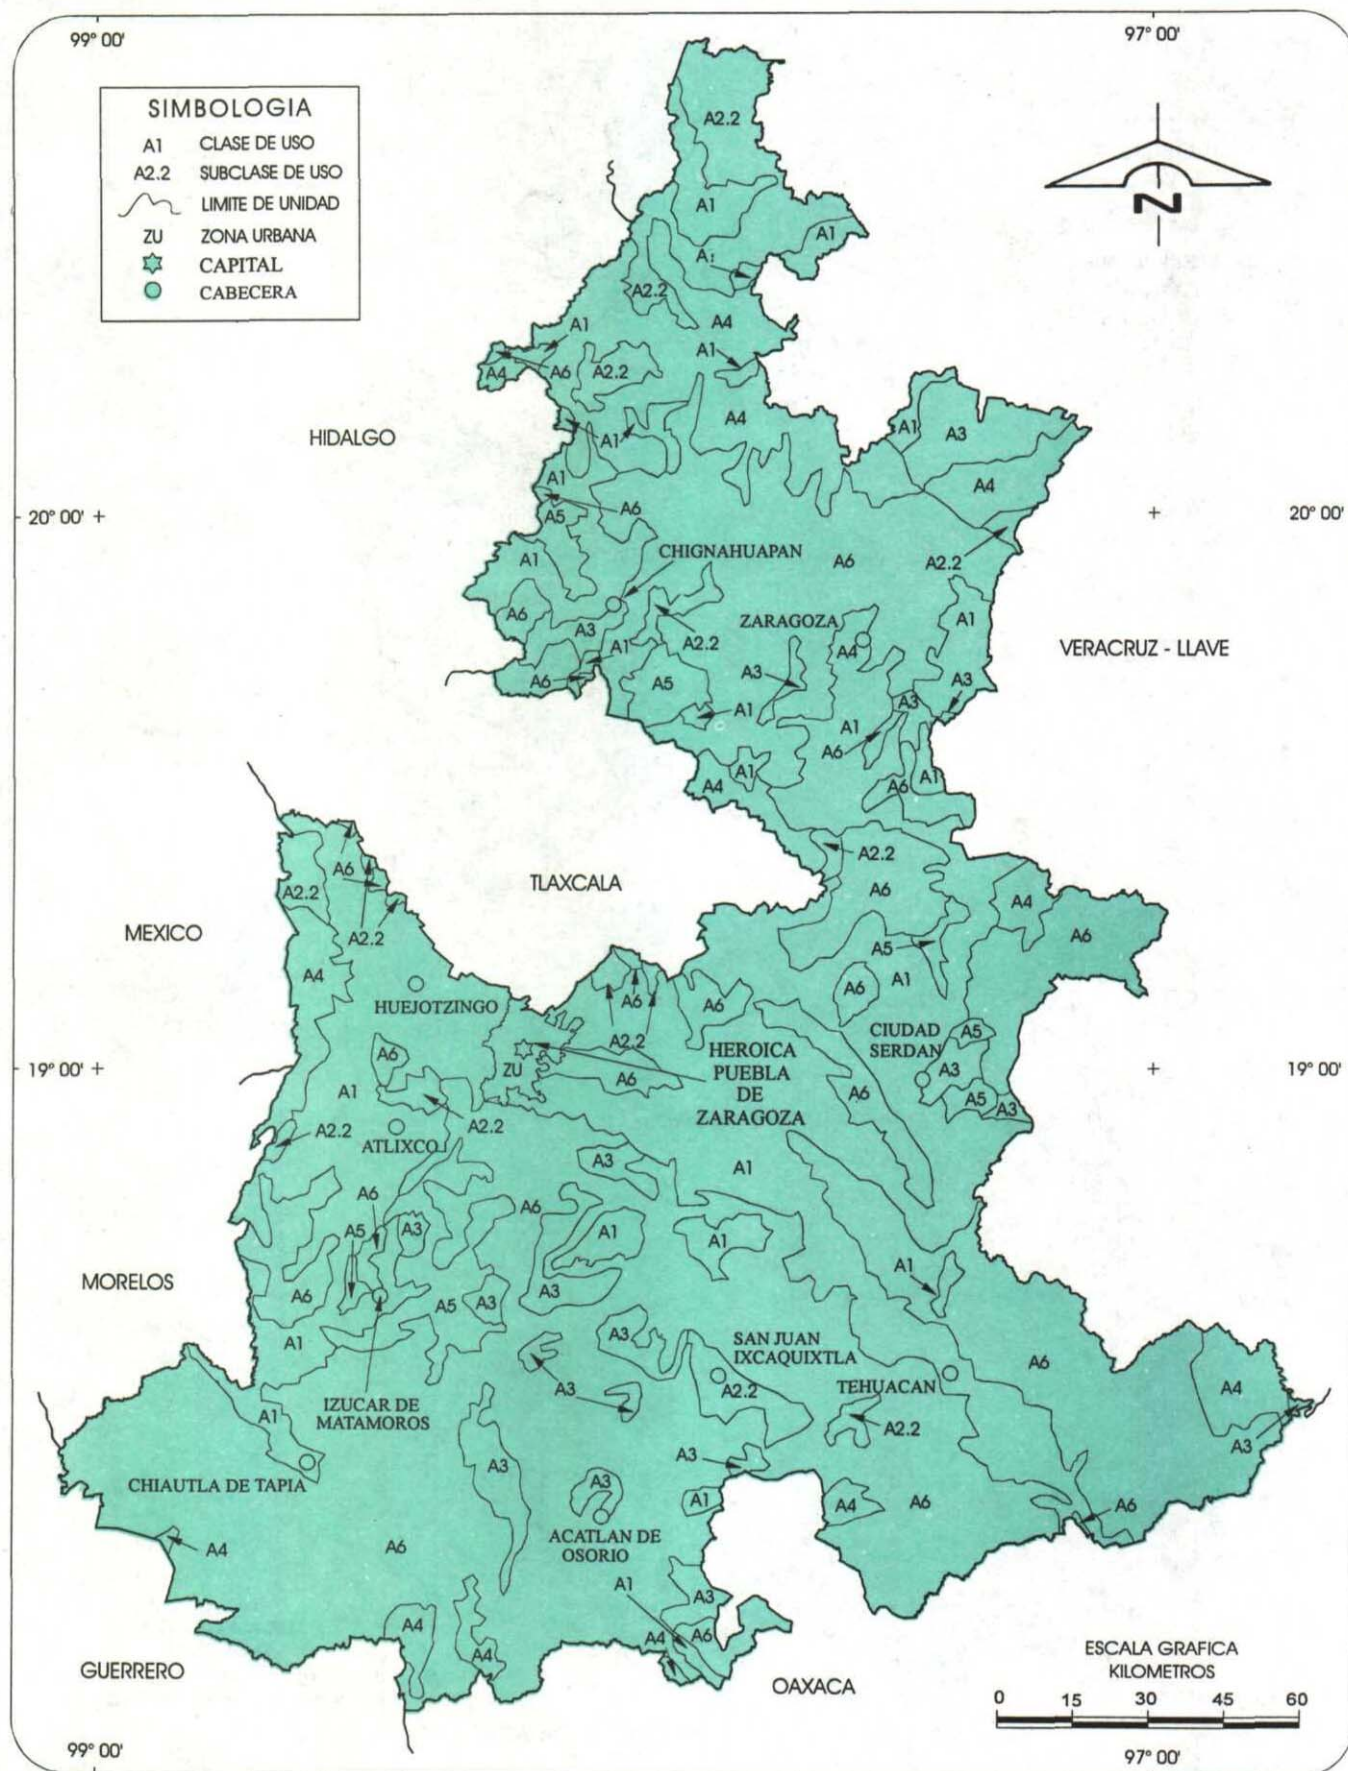 99° 00'
97° 00'
SIMBOLOGIA
A1 CLASE DE USO
A2.2 SUBCLASE DE USO
LIMITE DE UNIDAD
ZU ZONA URBANA
CAPITAL
CABECERA
N
A2.2
A1
A1
A2.2
A4
A1
A1
A4
A6
A2.2
A4
A1
A3
HIDALGO
A1
A1
A4
A6
A5
20° 00'
20° 00'
CHIGNAHUAPAN
A6
A2.2
A1
A6
A3
A1
A2.2
ZARAGOZA
A4
A1
VERACRUZ - LLAVE
A6
A5
A3
A3
A3
A1
A1
A6
A1
A4
A1
A6
A2.2
A6
A2.2
TLAXCALA
A6
A4
MEXICO
A2.2
A6
A5
A4
A1
HUEJOTZINGO
A6
A6
A6
A2.2
CIUDAD
SERDAN
A5
HEROICA
PUEBLA
DE
ZARAGOZA
A6
ZU
A6
A3
19° 00'
19° 00'
A1
A6
A5
A3
A2.2
A2.2
ATLIXCO
A3
A1
A6
A6
A5
A3
A1
A1
A1
MORELOS
A6
A5
A3
A3
A1
A3
SAN JUAN
IXCAQUIXTLA
A6
A3
A2.2
TEHUACAN
A4
A1
IZUCAR DE
MATAMOROS
A2.2
A3
A3
A3
A3
CHIAUTLA DE TAPIA
A1
A4
A6
A6
A4
A6
ACATLAN DE
OSORIO
A1
A3
A4
A4
A4
A6
ESCALA GRAFICA
KILOMETROS
GUERRERO
OAXACA
0 15 30 45 60
99° 00'
97° 00'